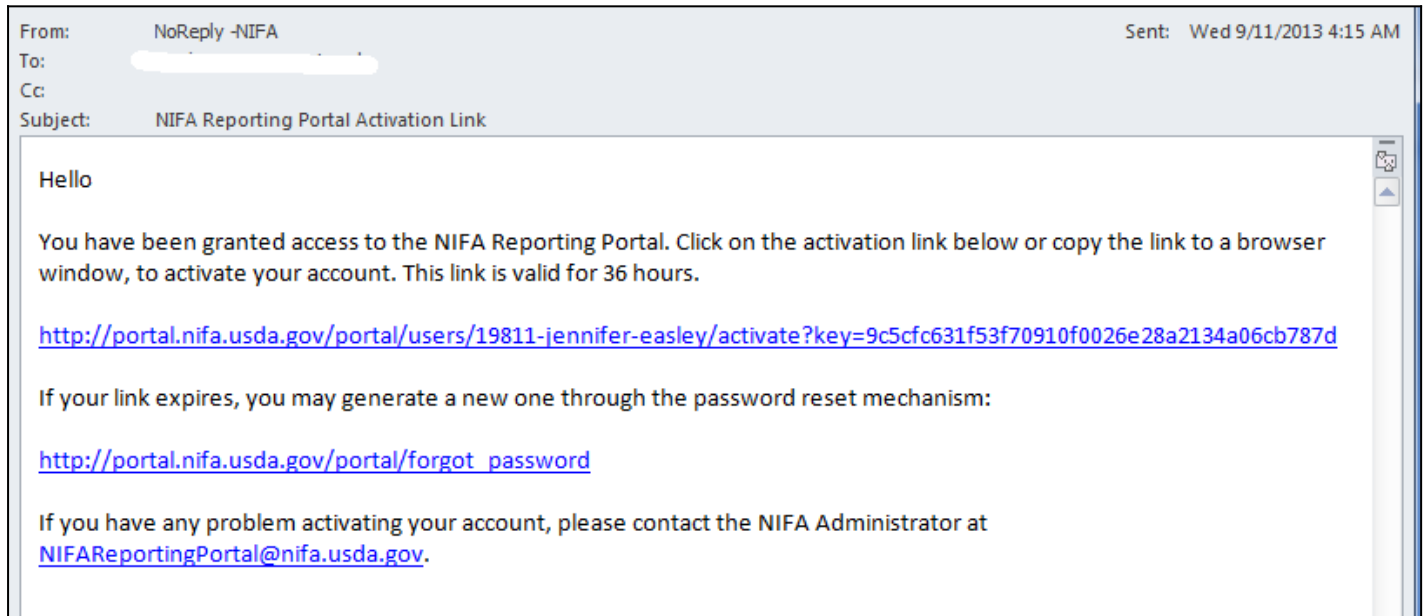 From: NoReply -NIFA Sent: Wed 9/11/2013 4:15 AM
To:
Cc:
Subject: NIFA Reporting Portal Activation Link
Hello
You have been granted access to the NIFA Reporting Portal. Click on the activation link below or copy the link to a browser
window, to activate your account. This link is valid for 36 hours.
http://portal.nifa.usda.gov/portal/users/19811-jennifer-easley/activate?key=9c5cfc631f53f70910f0026e28a2134a06cb787d
If your link expires, you may generate a new one through the password reset mechanism:
http://portal.nifa.usda.gov/portal/forgot_password
If you have any problem activating your account, please contact the NIFA Administrator at
NIFAReportingPortal@nifa.usda.gov.